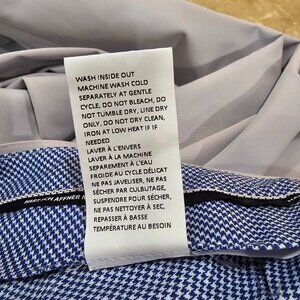 WASH INSIDE OUT
MACHINE WASH COLD
SEPARATELY AT GENTLE
CYCLE, DO NOT BLEACH, DO
NOT TUMBLE DRY, LINE DRY
ONLY, DO NOT DRY CLEAN,
IRON AT LOW HEAT IF IF
NEEDED
LAVER À L'ENVERS
LAVER À LA MACHINE
SEPAREMENT À L'EAU
FROIDE AU CYCLE DÉLICAT
NE PAS JAVELISER, NE PAS
SÉCHER PAR CULBUTAGE,
SUSPENDRE POUR SÉCHER,
NE PAS NETTOYER À SEC,
REPASSER À BASSE
TEMPÉRATURE AU BESOIN